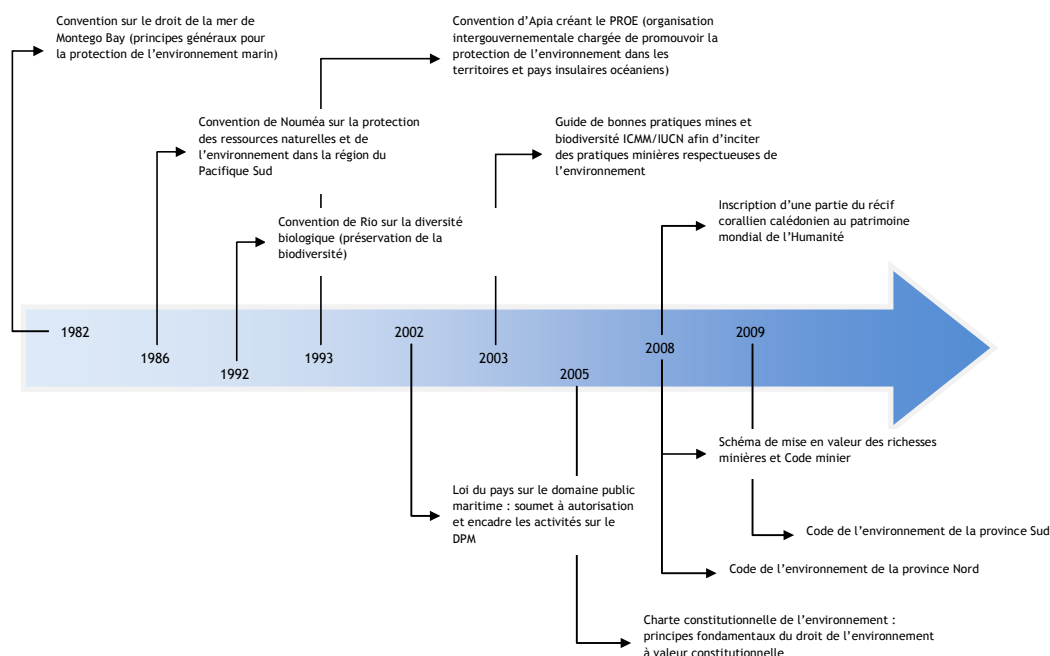 Convention sur le droit de la mer de
Montego Bay (principes généraux pour
la protection de l’environnement marin)
Convention d’Apia créant le PROE (organisation
intergouvernementale chargée de promouvoir la
protection de l’environnement dans les
territoires et pays insulaires océaniens)
Convention de Nouméa sur la protection
des ressources naturelles et de
l’environnement dans la région du
Pacifique Sud
Guide de bonnes pratiques mines et
biodiversité ICMM/IUCN afin d’inciter
des pratiques minières respectueuses de
l’environnement
Convention de Rio sur la diversité
biologique (préservation de la
biodiversité)
Inscription d’une partie du récif
corallien calédonien au patrimoine
mondial de l’Humanité
1982
1986
1992
1993
2002
2003
2005
2008
2009
Schéma de mise en valeur des richesses
minières et Code minier
Loi du pays sur le domaine public
maritime : soumet à autorisation
et encadre les activités sur le
DPM
Code de l’environnement de la province Sud
Code de l’environnement de la province Nord
Charte constitutionnelle de l’environnement :
principes fondamentaux du droit de l’environnement
à valeur constitutionnelle